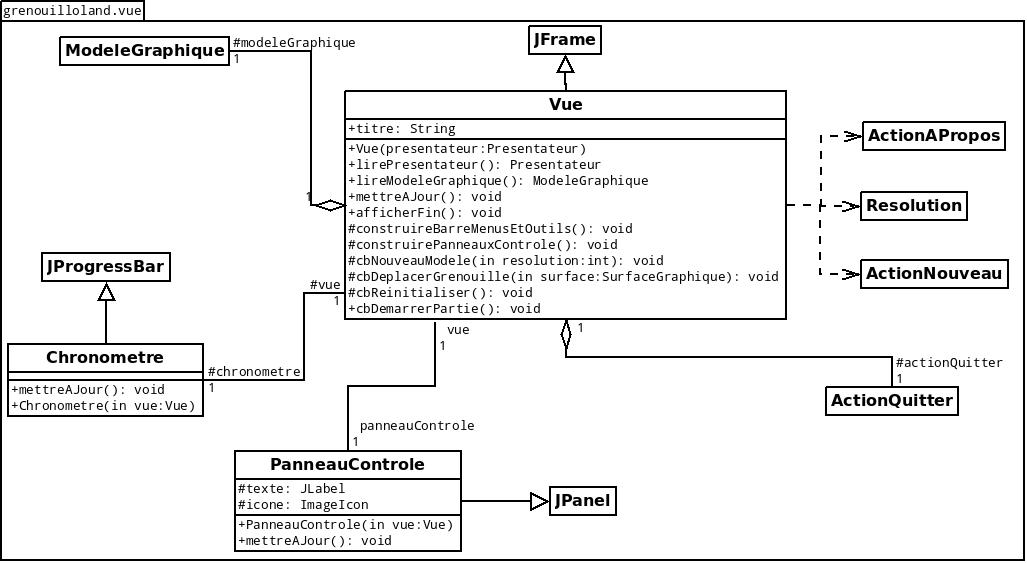 grenouilloland.vue
ModeleGraphique
#modeleGraphique
1
JFrame
Vue
+titre: String
+Vue(presentateur:Presentateur)
+lirePresentateur(): Presentateur
+lireModeleGraphique(): ModeleGraphique
+mettreAJour(): void
+afficherFin(): void
#construireBarreMenusEtOutils(): void
#construirePanneauxControle(): void
#cbNouveauModele(in resolution:int): void
#cbDeplacerGrenouille(in surface:SurfaceGraphique): void
#cbReinitialiser(): void
+cbDemarrerPartie(): void
1
ActionAPropos
Resolution
ActionNouveau
JProgressBar
#vue
1
Chronometre
+mettreAJour(): void
+Chronometre(in vue:Vue)
#chronometre
1
vue
1
1
#actionQuitter
1
ActionQuitter
panneauControle
1
PanneauControle
#texte: JLabel
#icone: ImageIcon
+PanneauControle(in vue:Vue)
+mettreAJour(): void
JPanel